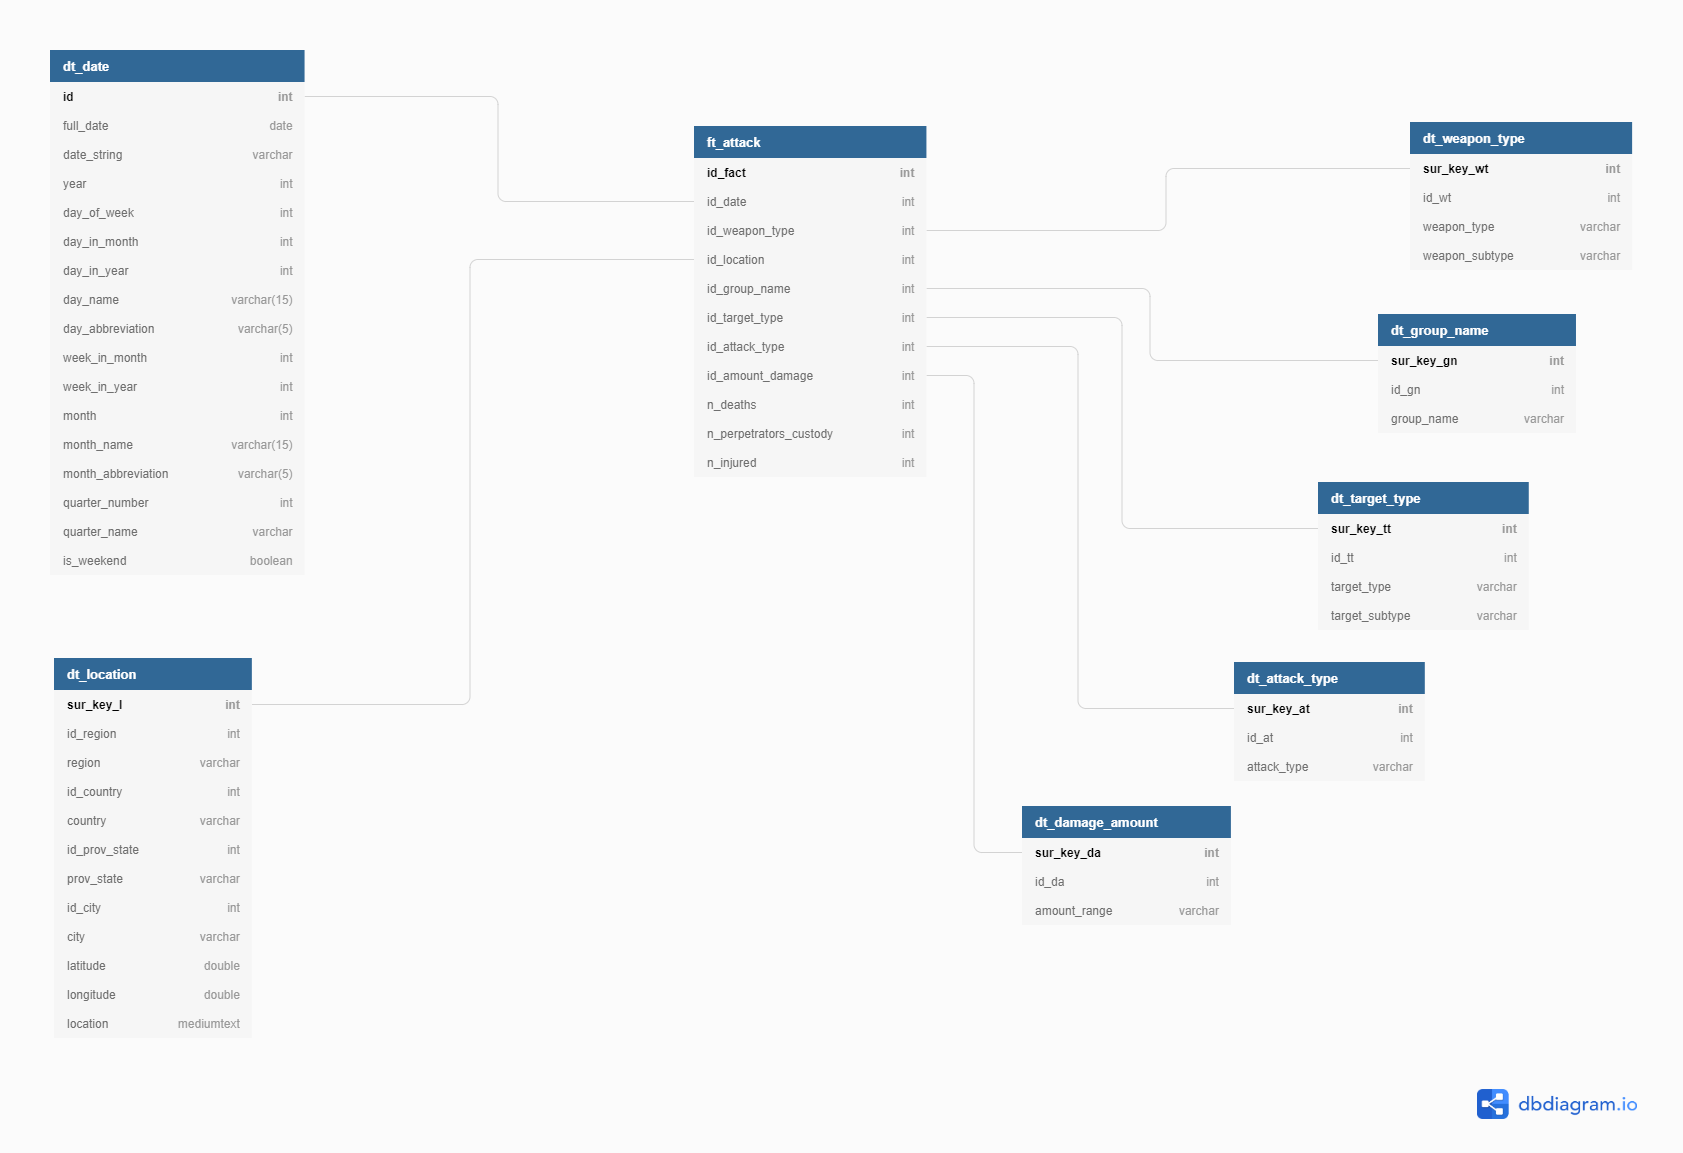 dt_date
id int
full_date date
date_string varchar
year int
day_of_week int
day_in_month int
day_in_year int
day_name varchar(15)
day_abbreviation varchar(5)
week_in_month int
week_in_year int
month int
month_name varchar(15)
month_abbreviation varchar(5)
quarter_number int
quarter_name varchar
is_weekend boolean
dt_location
sur_key_l int
id_region int
region varchar
id_country int
country varchar
id_prov_state int
prov_state varchar
id_city int
city varchar
latitude double
longitude double
location mediumtext
ft_attack
id_fact int
id_date int
id_weapon_type int
id_location int
id_group_name int
id_target_type int
id_attack_type int
id_amount_damage int
n_deaths int
n_perpetrators_custody int
n_injured int
dt_weapon_type
sur_key_wt int
id_wt int
weapon_type varchar
weapon_subtype varchar
dt_group_name
sur_key_gn int
id_gn int
group_name varchar
dt_target_type
sur_key_tt int
id_tt int
target_type varchar
target_subtype varchar
dt_attack_type
sur_key_at int
id_at int
attack_type varchar
dt_damage_amount
sur_key_da int
id_da int
amount_range varchar
dbdiagram.io